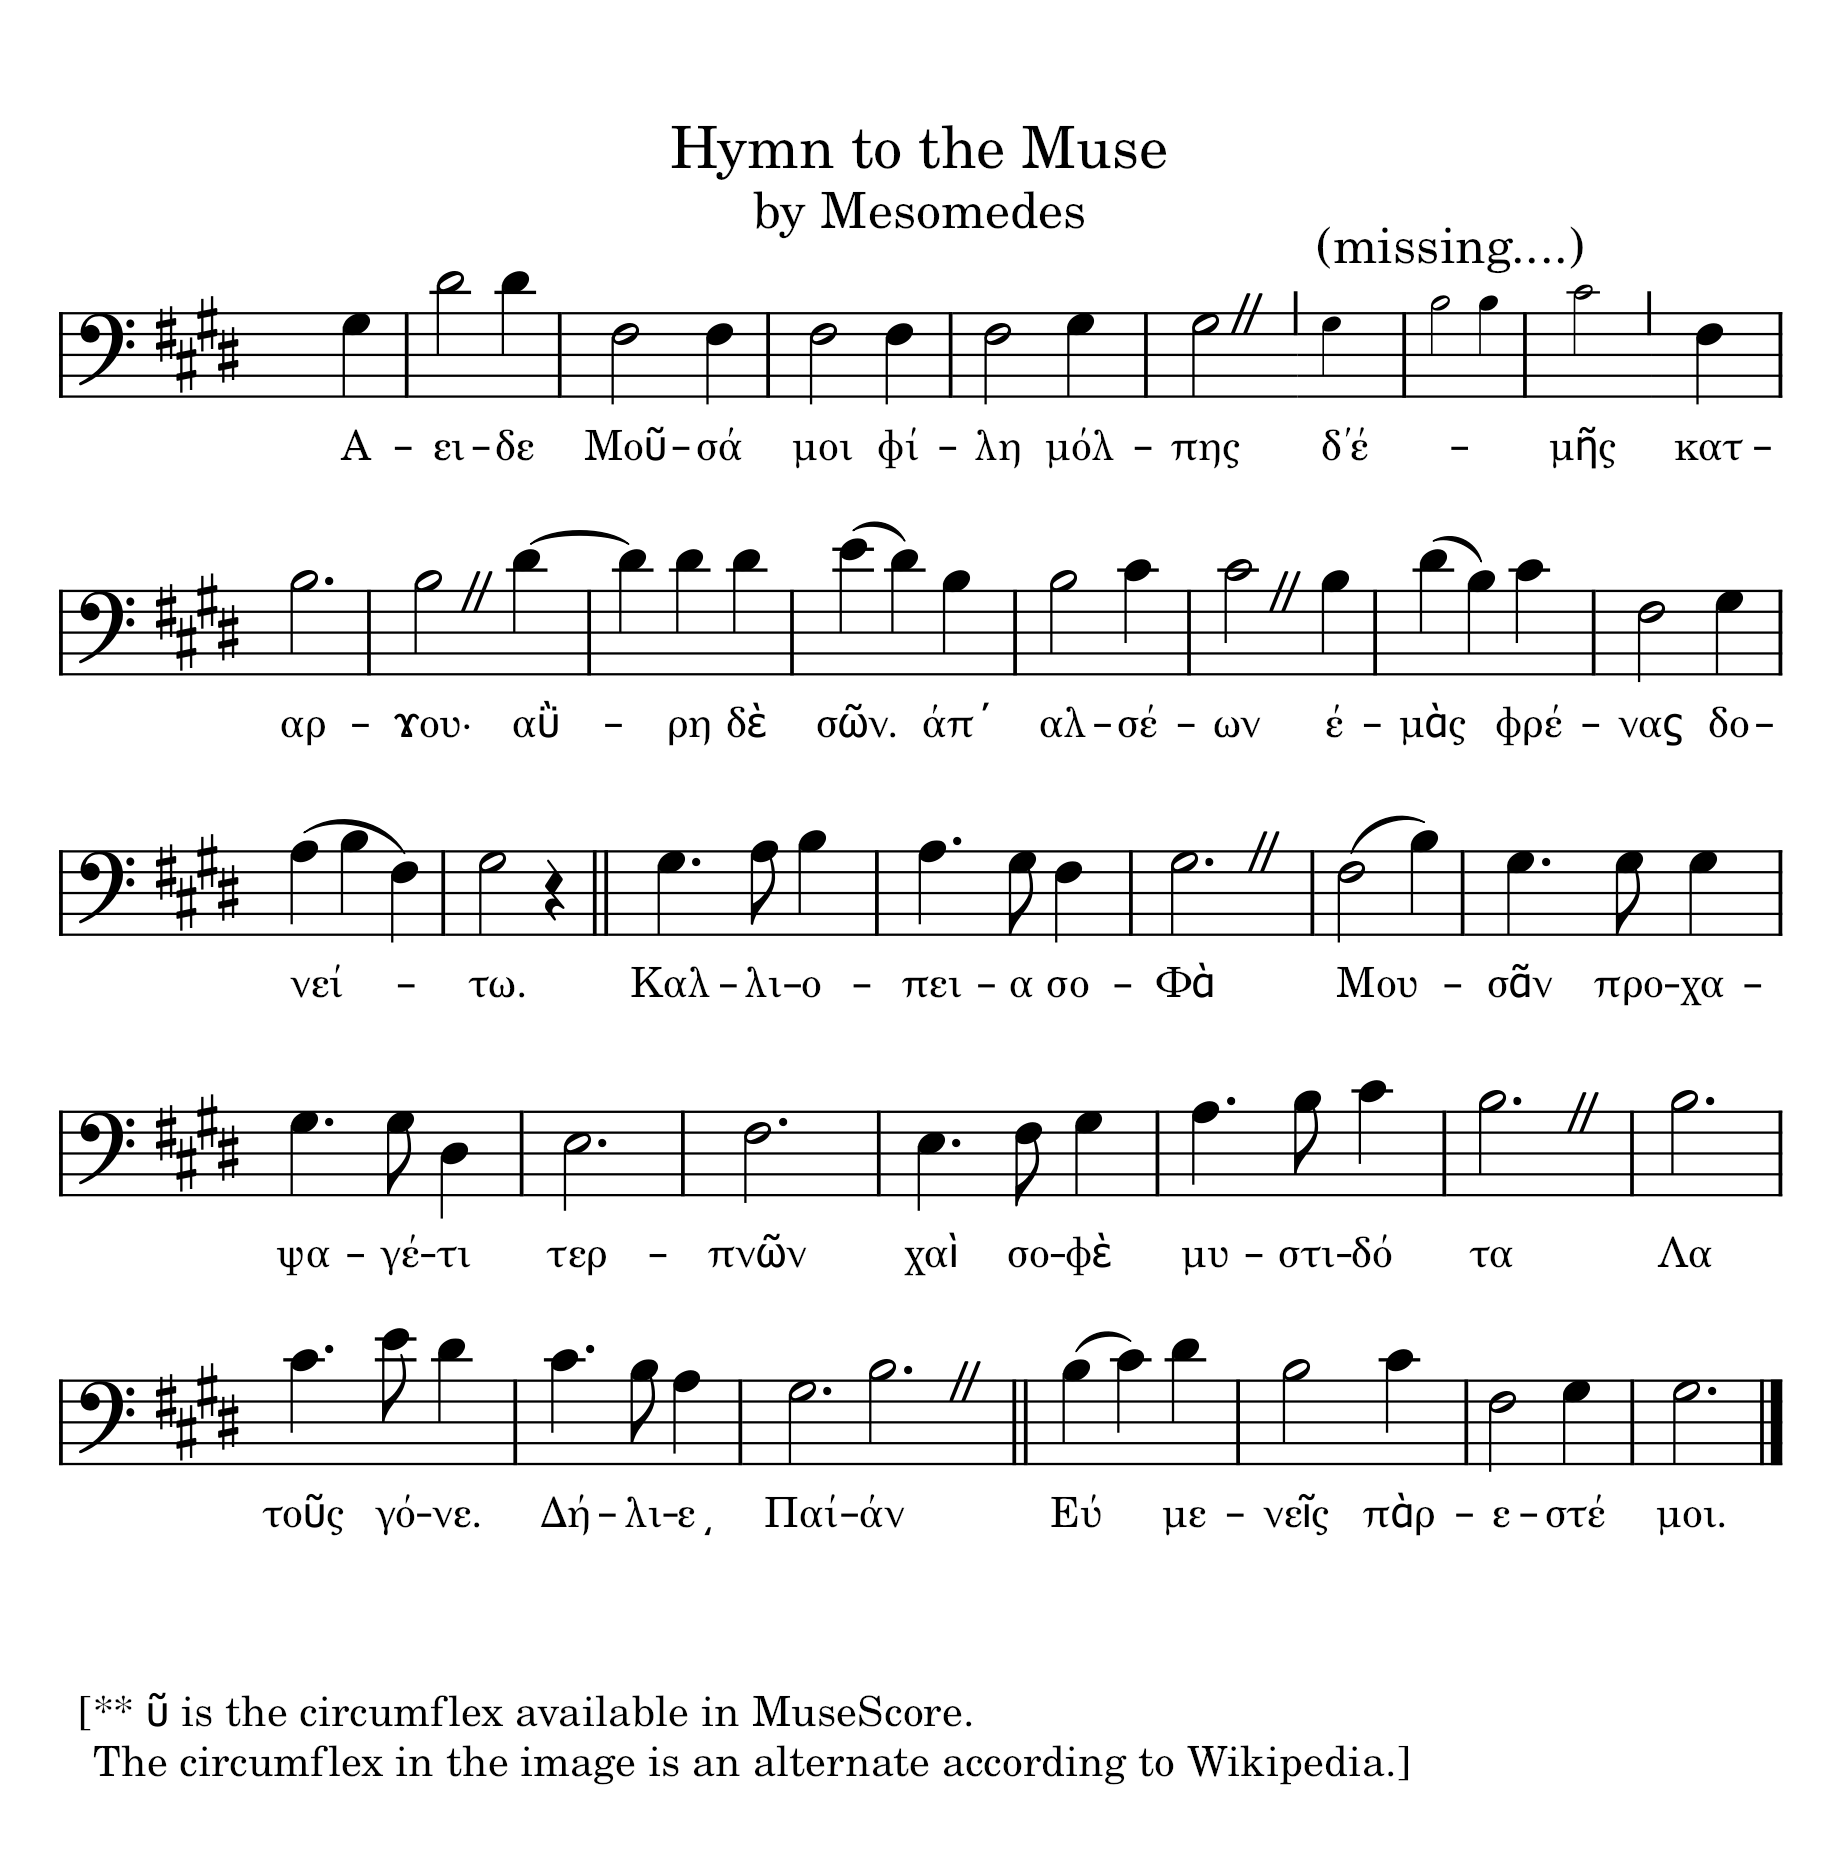 Hymn to the Muse
by Mesomedes
(missing....)
Α – ει – δε Μοῦ – σά μοι φί – λη μόλ – πης δ΄έ – μῆς κατ –
αρ – ɤου· αΰ – ρη δὲ σῶν. άπ΄ αλ – σέ – ων έ – μὰς φρέ – νας δο –
νεί – τω. Καλ – λι – ο – πει – α σο – Φὰ Μου – σᾶν προ – χα –
ψα – γέ – τι τερ – πνῶν χαὶ σο – φὲ μυ – στι – δό τα Λα
τοῦς γό – νε. Δή – λι – ε͵ Παί – άν Εύ με – νεῖς πὰρ – ε – στέ μοι.
[** ῦ is the circumflex available in MuseScore.
The circumflex in the image is an alternate according to Wikipedia.]